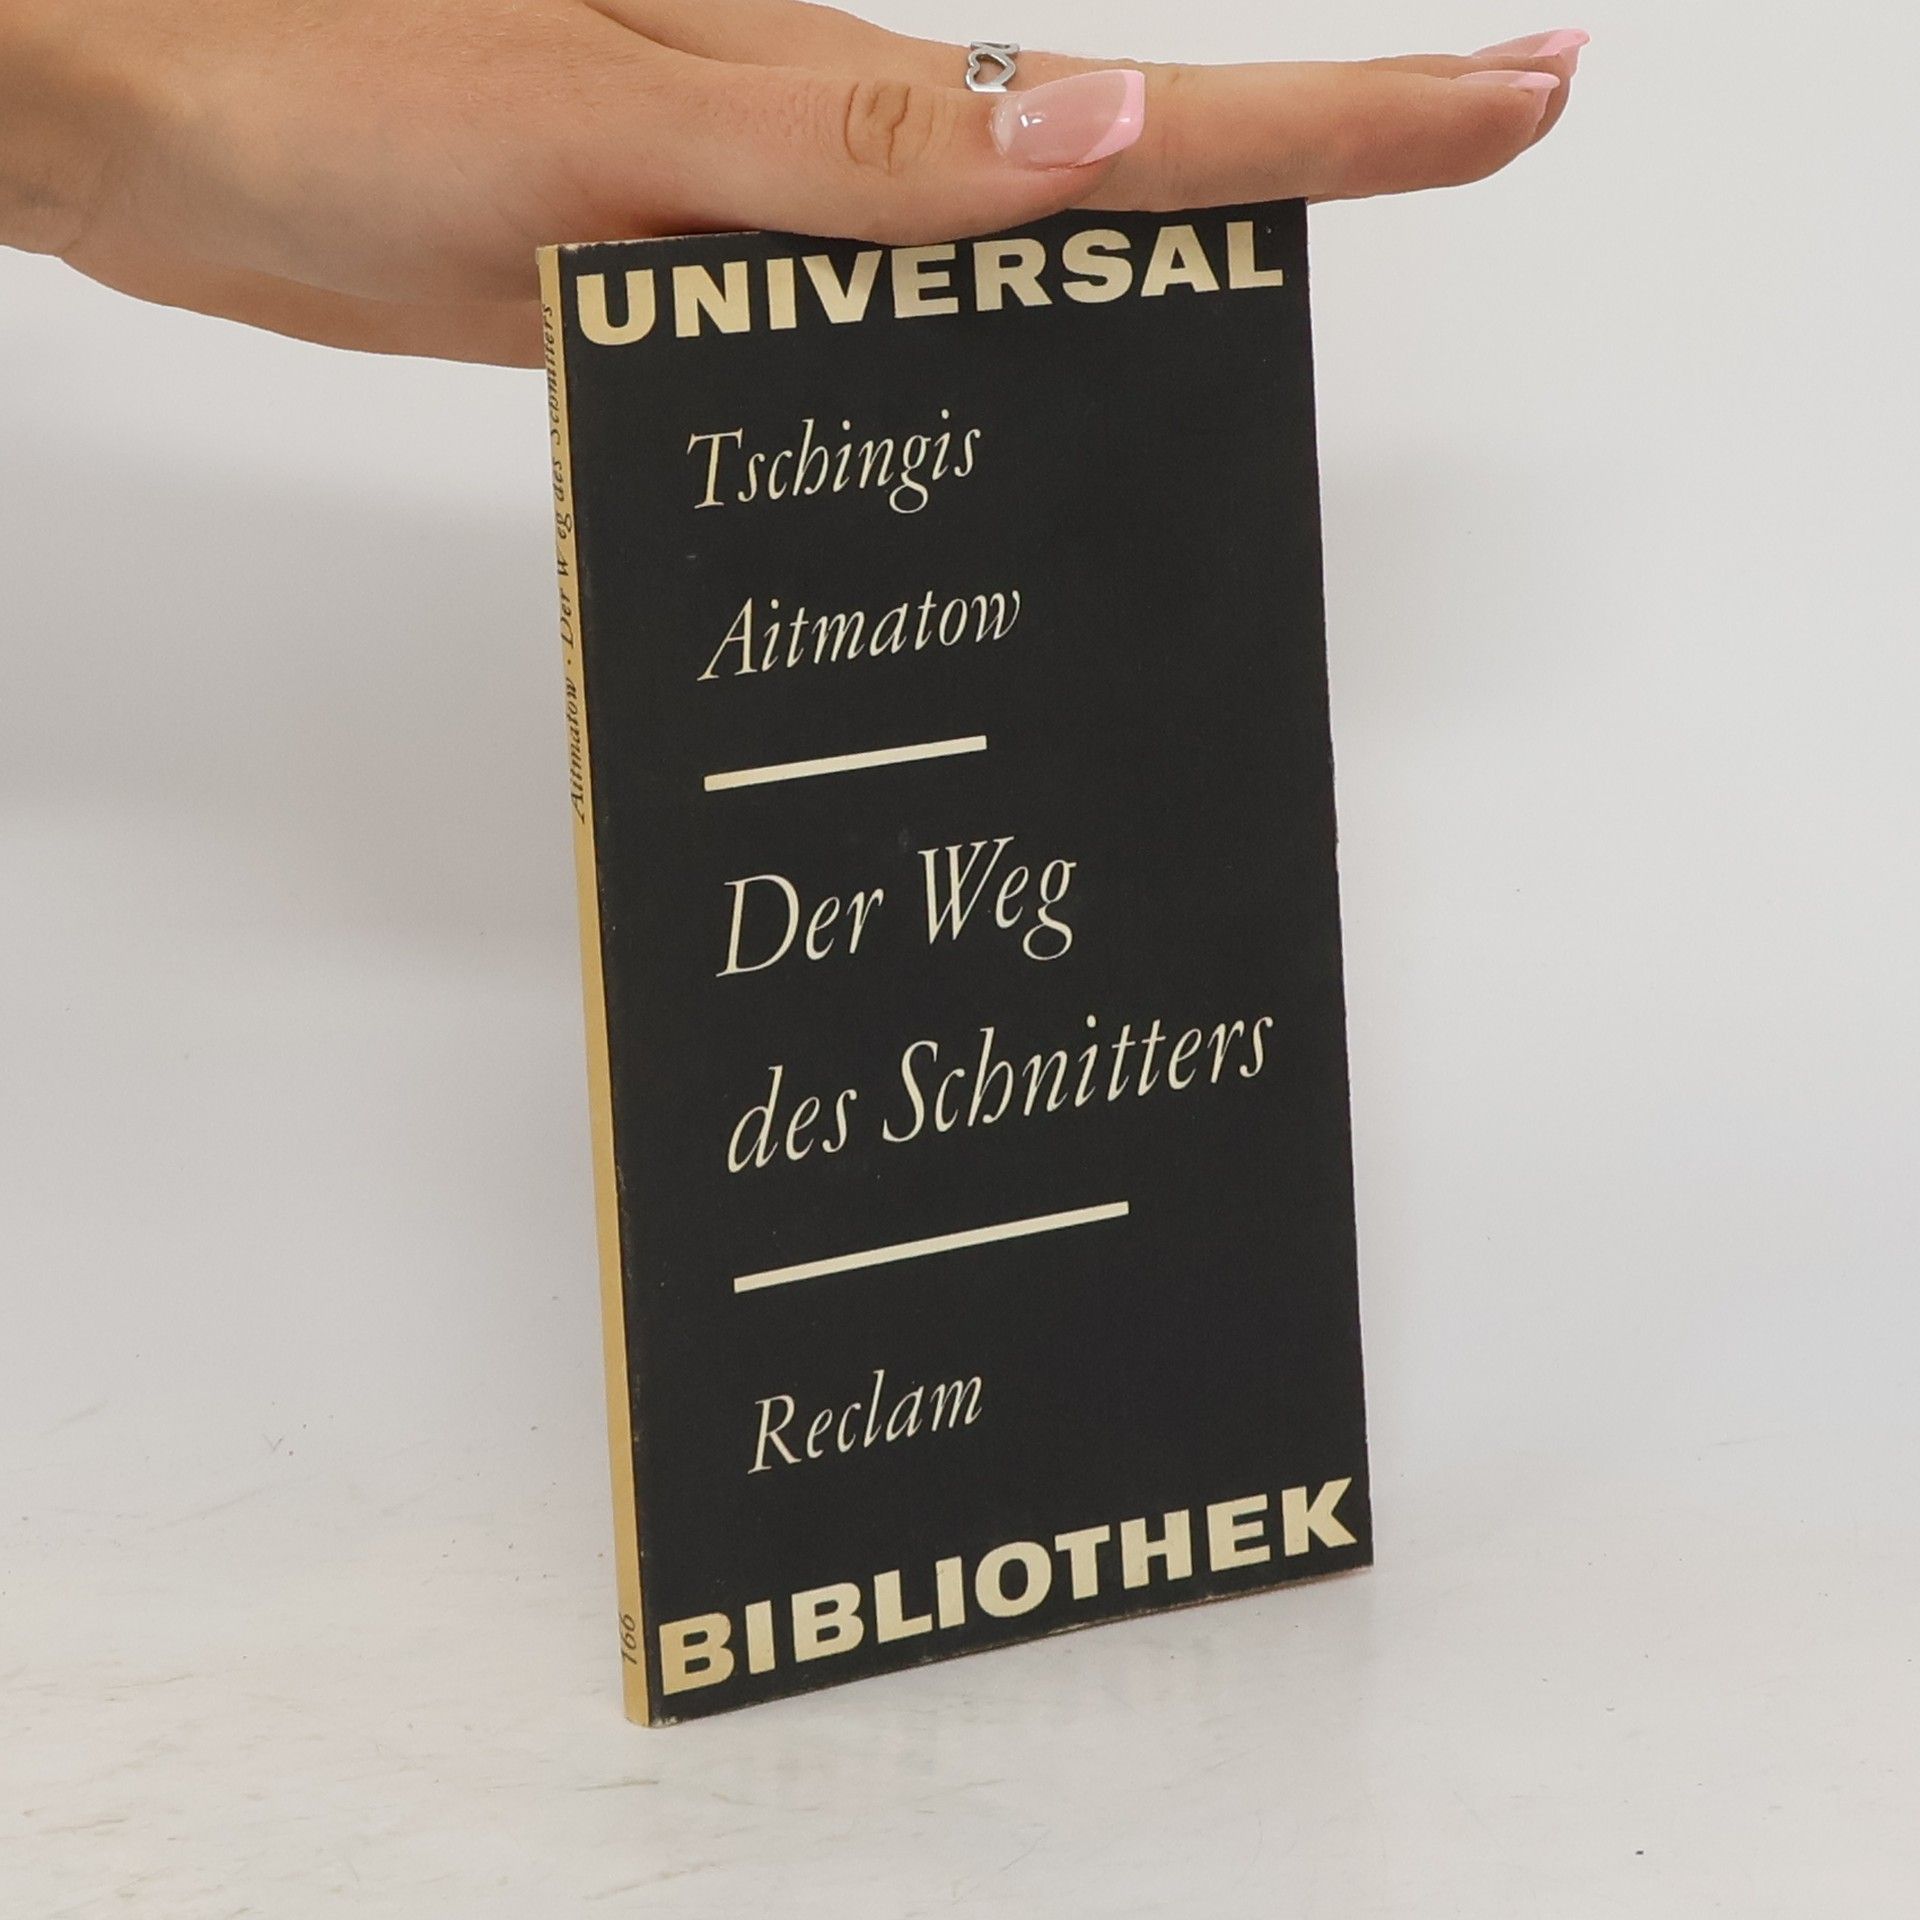 UNIVERSAL
Tschingis
Aitmatow
Der Weg
des Schnitters
Reclam
BIBLIOTHEK
Aitmatow · Der Weg des Schnitters
166